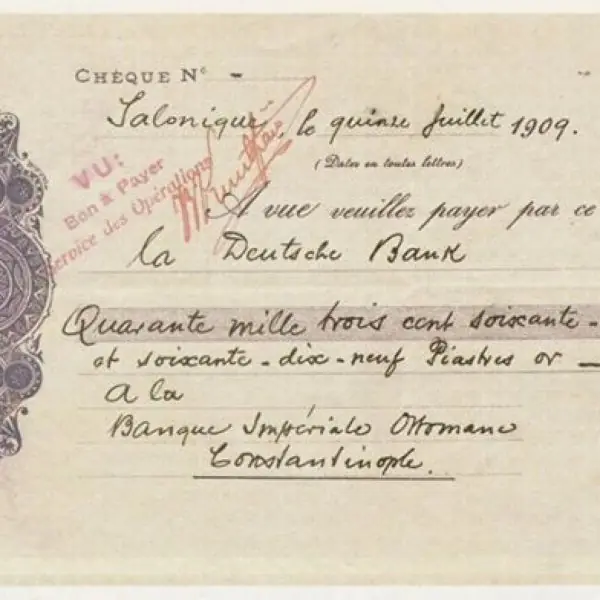 CHÈQUE N° -
Salonique, le quinze Juillet 1909.
(Dater en toutes lettres)
VU:
Bon à Payer
Service des Opérations
A vue veuillez payer par ce
la Deutsche Bank
Quarante mille trois cent soixante-
et soixante-dix-neuf Piastres or
A la
Banque Impériale Ottomane
Constantinople.